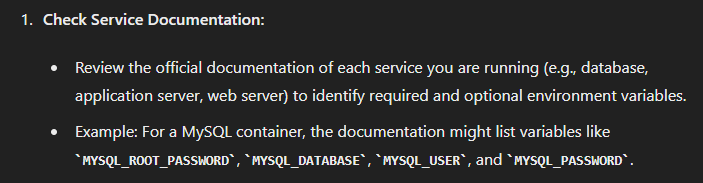 1. Check Service Documentation:
• Review the official documentation of each service you are running (e.g., database,
application server, web server) to identify required and optional environment variables.
• Example: For a MySQL container, the documentation might list variables like
`MYSQL_ROOT_PASSWORD`, `MYSQL_DATABASE`, `MYSQL_USER`, and `MYSQL_PASSWORD`.